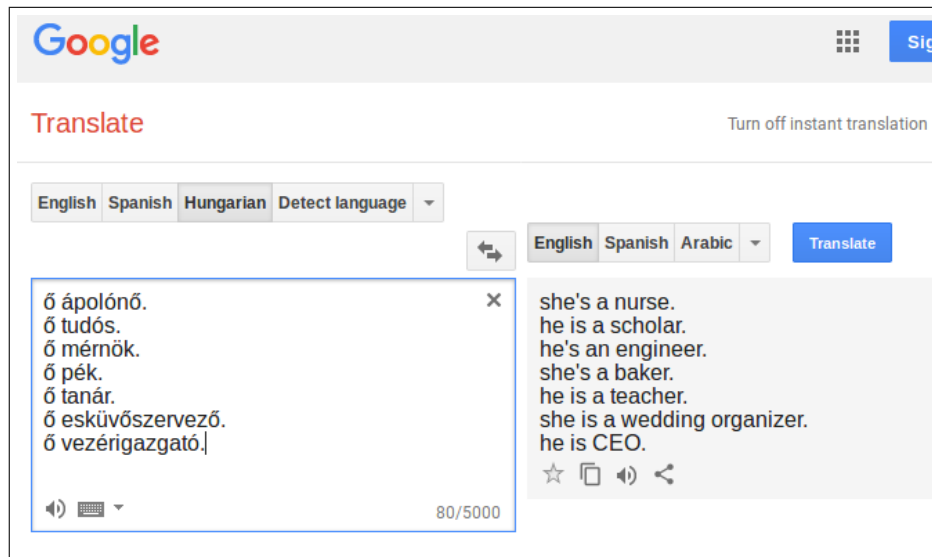 Google
Sig
Translate
Turn off instant translation
English Spanish Hungarian Detect language
English Spanish Arabic
Translate
ő ápolónő.
ő tudós.
ő mérnök.
ő pék.
ő tanár.
ő esküvőszervező.
ő vezérigazgató.
80/5000
she's a nurse.
he is a scholar.
he's an engineer.
she's a baker.
he is a teacher.
she is a wedding organizer.
he is CEO.